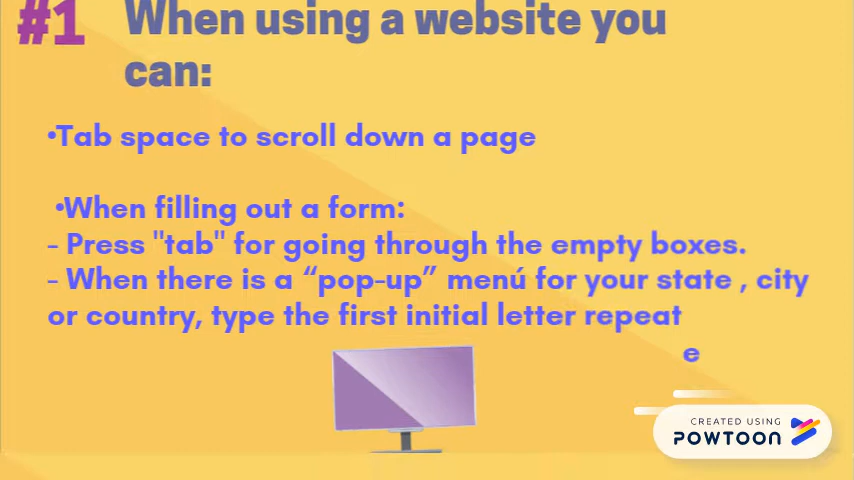 #1 When using a website you
can:
•Tab space to scroll down a page
•When filling out a form:
- Press "tab" for going through the empty boxes.
- When there is a “pop-up” menú for your state , city
or country, type the first initial letter repeat
e
CREATED USING
POWTOON